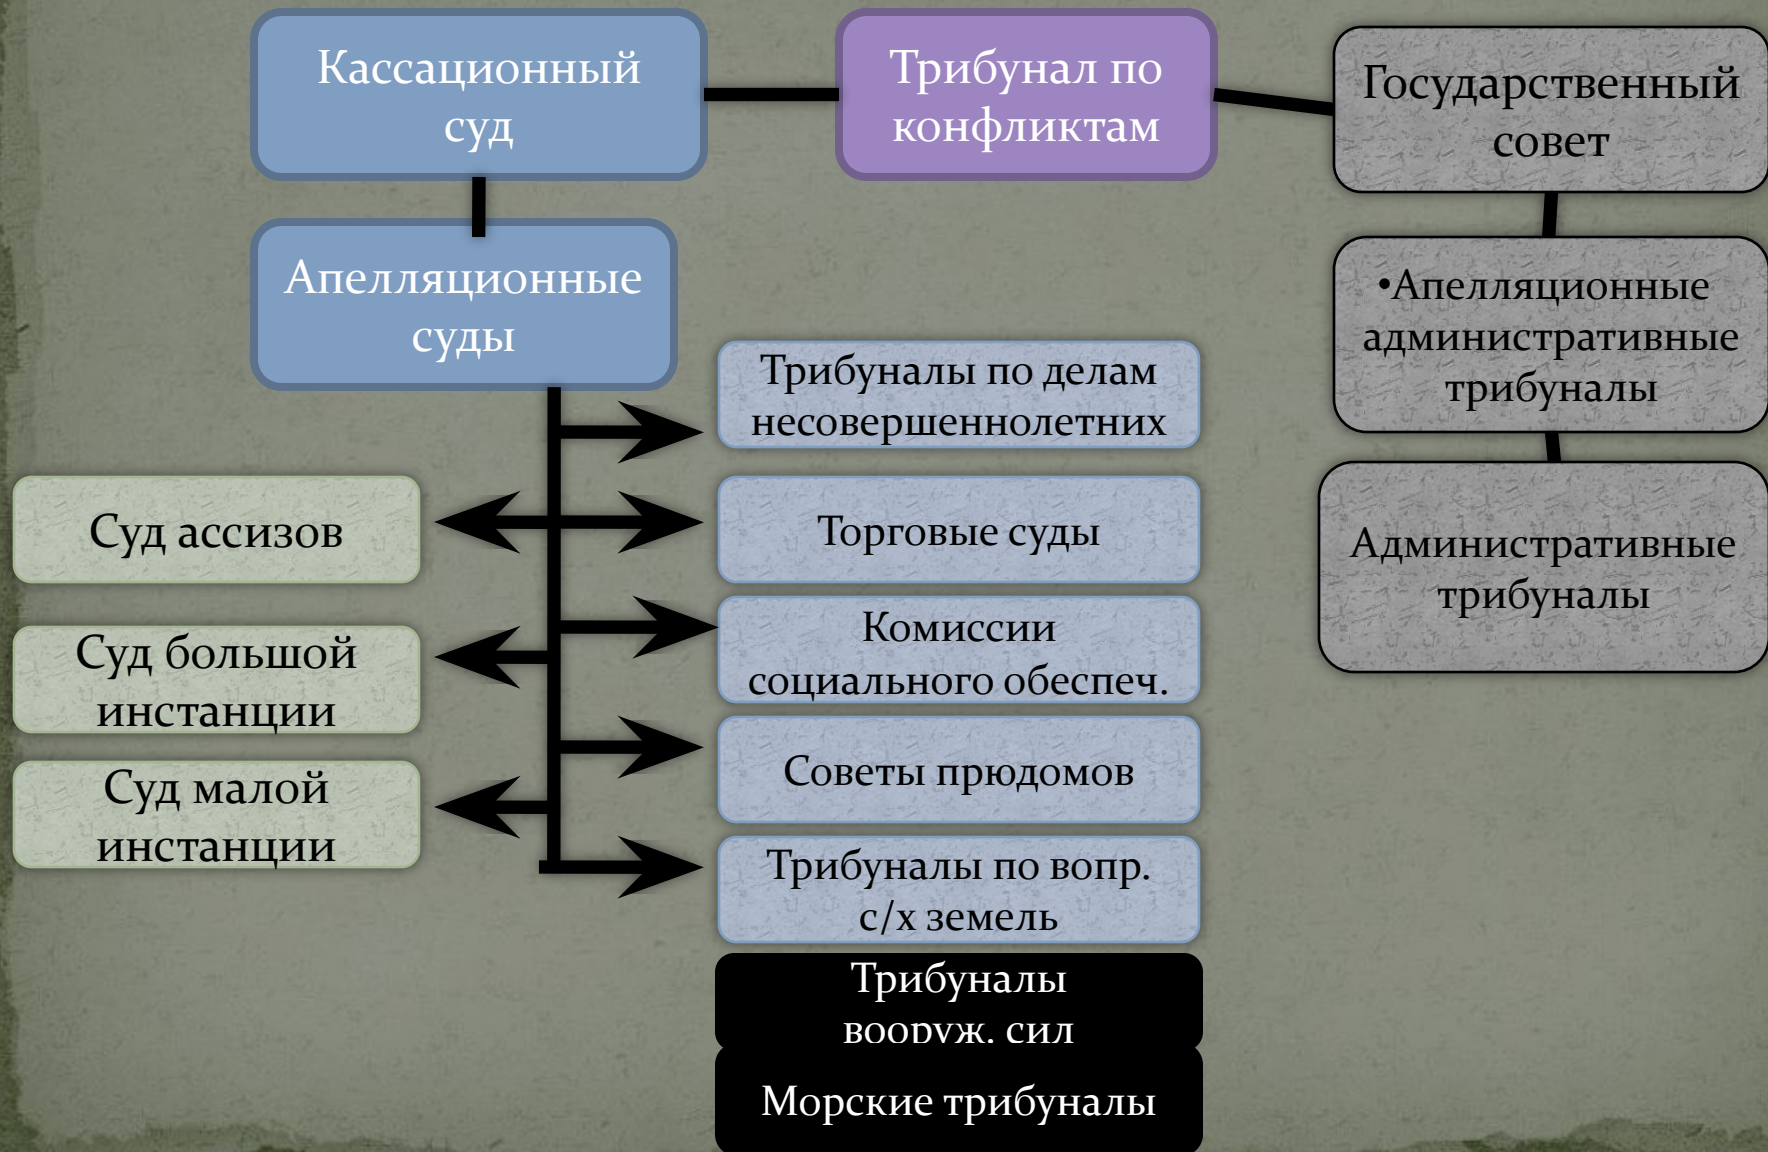 Кассационный
суд
Трибунал по
конфликтам
Государственный
совет
Апелляционные
суды
•Апелляционные
административные
трибуналы
Административные
трибуналы
Суд ассизов
Суд большой
инстанции
Суд малой
инстанции
Трибуналы по делам
несовершеннолетних
Торговые суды
Комиссии
социального обеспеч.
Советы прюдомов
Трибуналы по вопр.
с/х земель
Трибуналы
вооруж. сил
Морские трибуналы